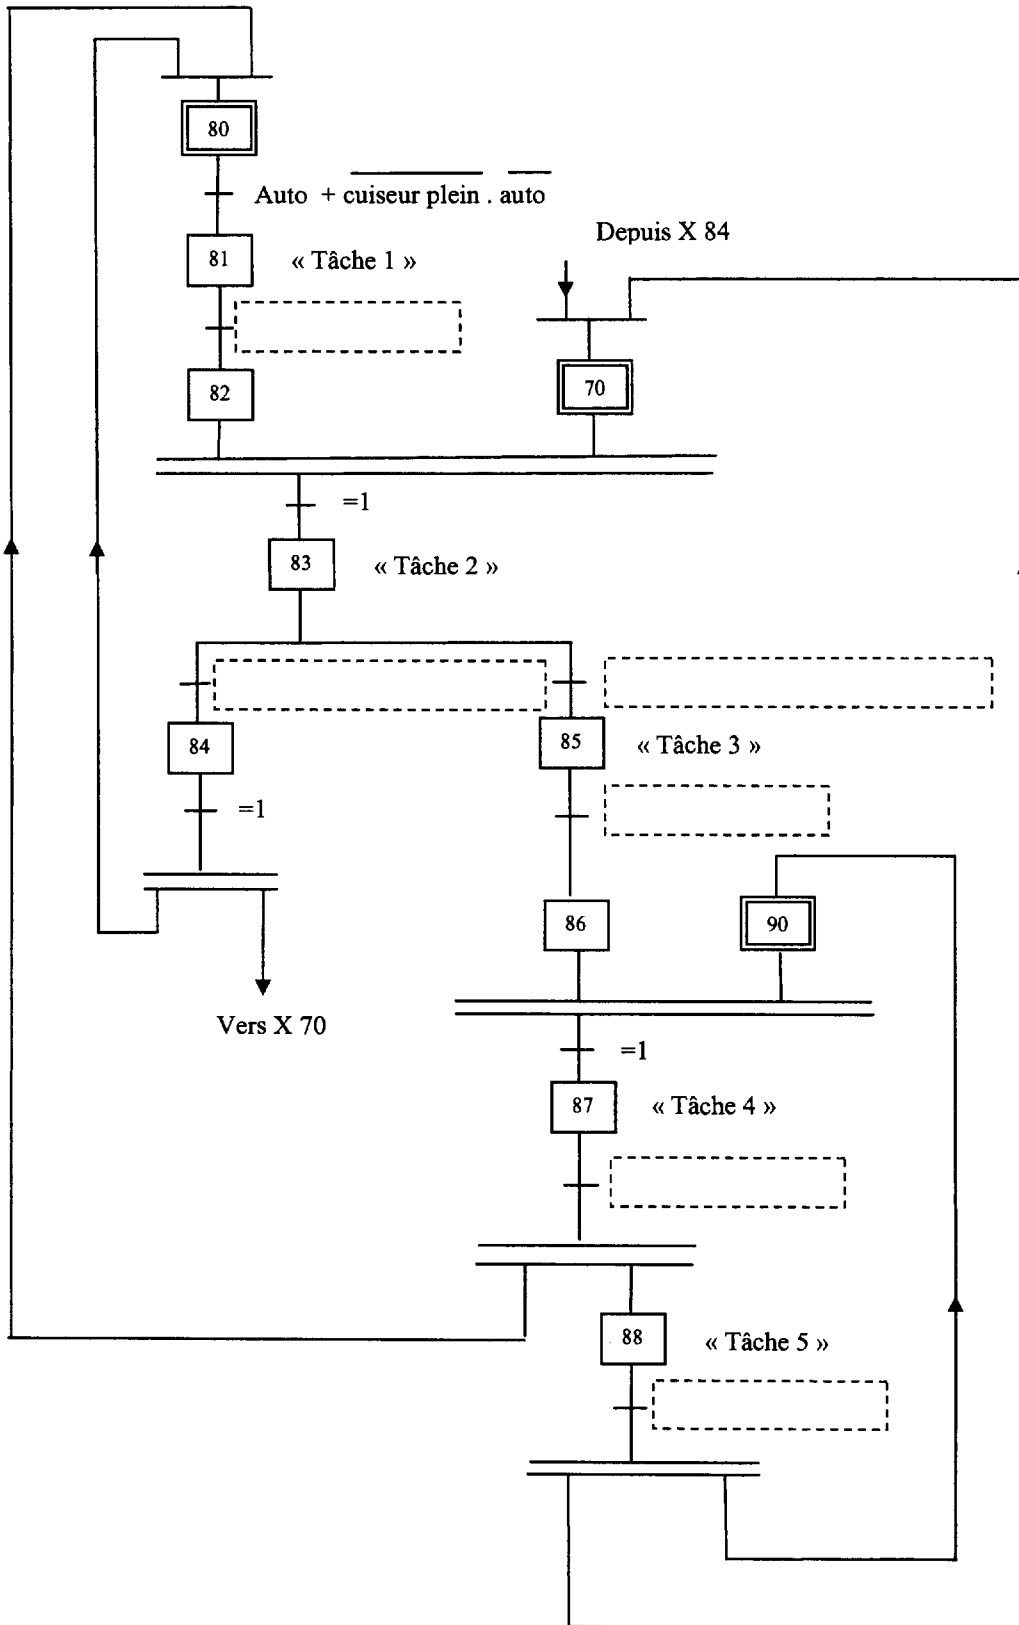 80
Auto + cuiseur plein . auto
Depuis X 84
81 « Tâche 1 »
82
70
=1
83 « Tâche 2 »
84
85 « Tâche 3 »
=1
86
90
Vers X 70
=1
87 « Tâche 4 »
88 « Tâche 5 »